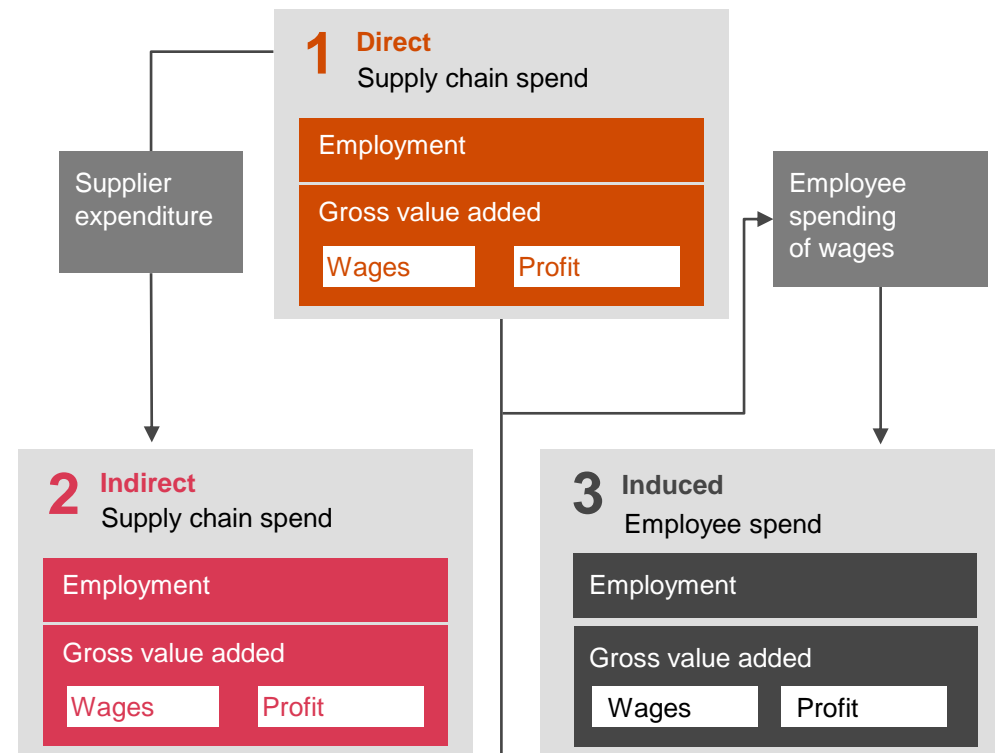 1 Direct
Supply chain spend
Employment
Gross value added
Wages Profit
Supplier
expenditure
Employee
spending
of wages
2 Indirect
Supply chain spend
Employment
Gross value added
Wages Profit
3 Induced
Employee spend
Employment
Gross value added
Wages Profit